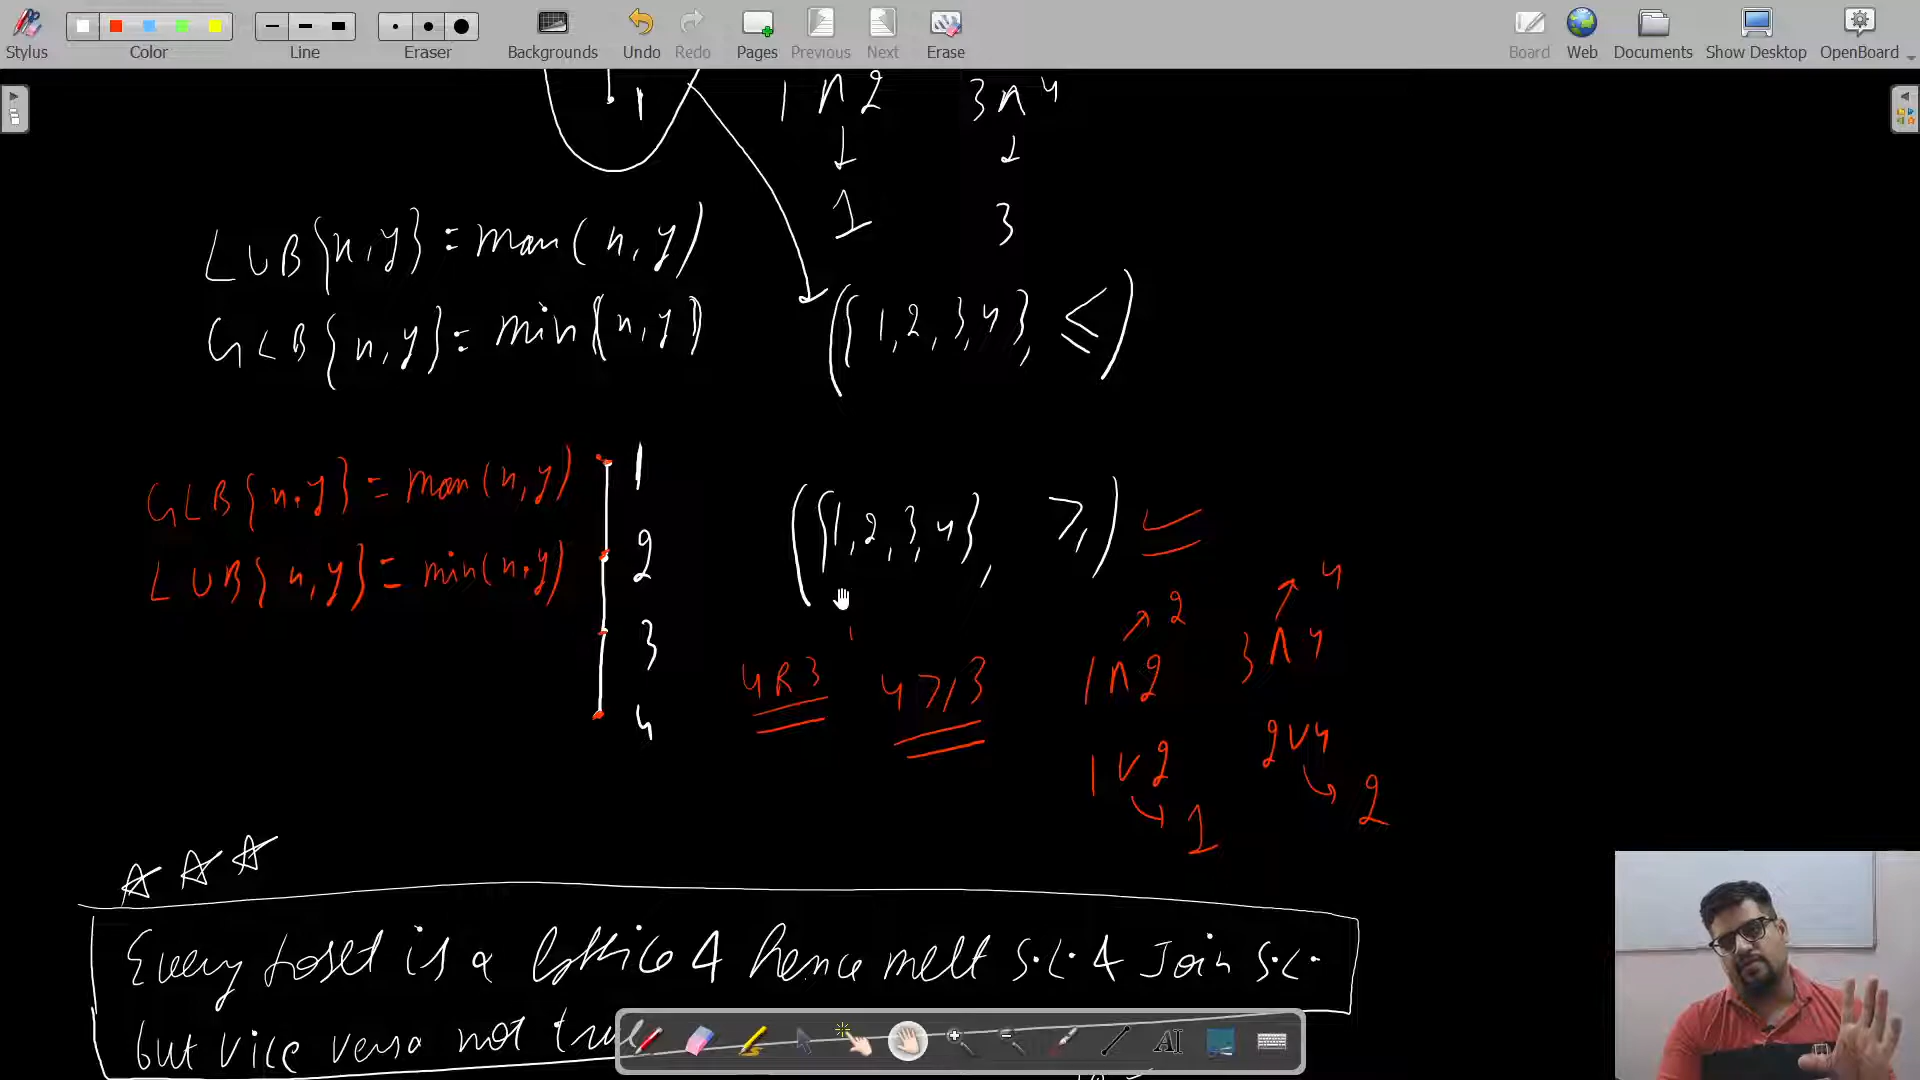 Stylus Color Line Eraser Backgrounds Undo Redo Pages Previous Next Erase Board Web Documents Show Desktop OpenBoard
1 1 ∧ 2 3 ∧ 4
↓ ↓
1 3
LUB{x,y} = max(x,y)
GLB{x,y} = min(x,y)
({1,2,3,4}, ≤)
GLB{x,y} = max(x,y)
LUB{x,y} = min(x,y)
1
2
3
4
({1,2,3,4}, ≥)
4R3 4≥3
1∧2 → 2
3∧4 → 4
1∨2 → 1
2∨4 → 2
Every toset is a lattice & hence meet S.L. & Join S.L.
but vice versa not true